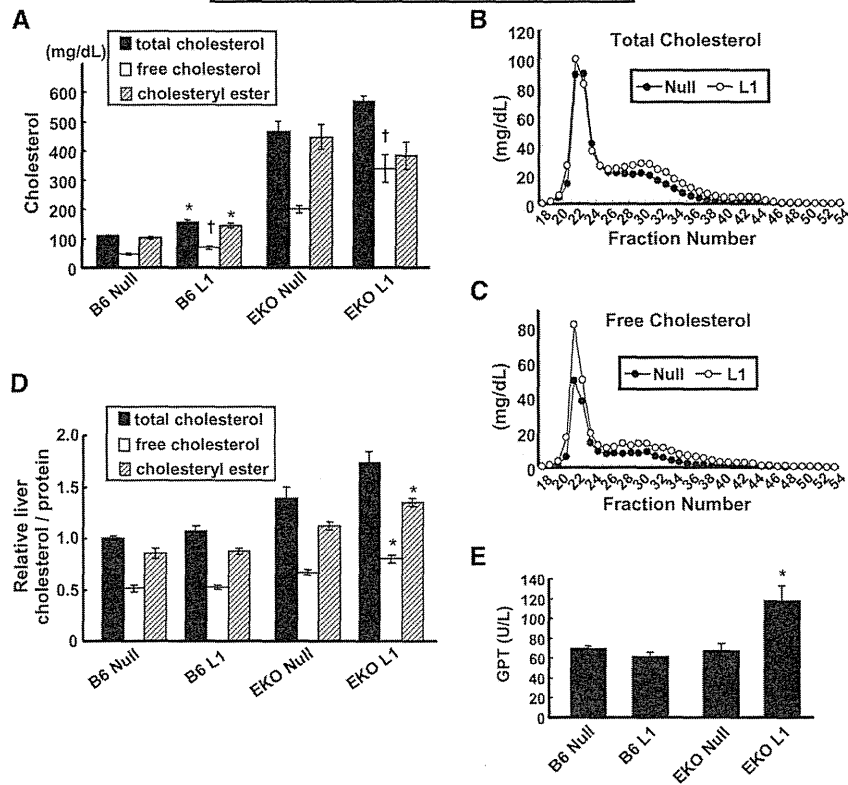 A
(mg/dL)
total cholesterol
free cholesterol
cholesteryl ester
Cholesterol
600
500
400
300
200
100
0
* † *
†
B6 Null
B6 L1
EKO Null
EKO L1
B
Total Cholesterol
Null L1
(mg/dL)
120
100
80
60
40
20
0
18 20 22 24 26 28 30 32 34 36 38 40 42 44 46 48 50 52 54
Fraction Number
C
Free Cholesterol
Null L1
(mg/dL)
80
60
40
20
0
18 20 22 24 26 28 30 32 34 36 38 40 42 44 46 48 50 52 54
Fraction Number
D
total cholesterol
free cholesterol
cholesteryl ester
Relative liver
cholesterol / protein
2.0
1.5
1.0
0.5
0
* *
B6 Null
B6 L1
EKO Null
EKO L1
E
GPT (U/L)
140
120
100
80
60
40
20
0
*
B6 Null
B6 L1
EKO Null
EKO L1